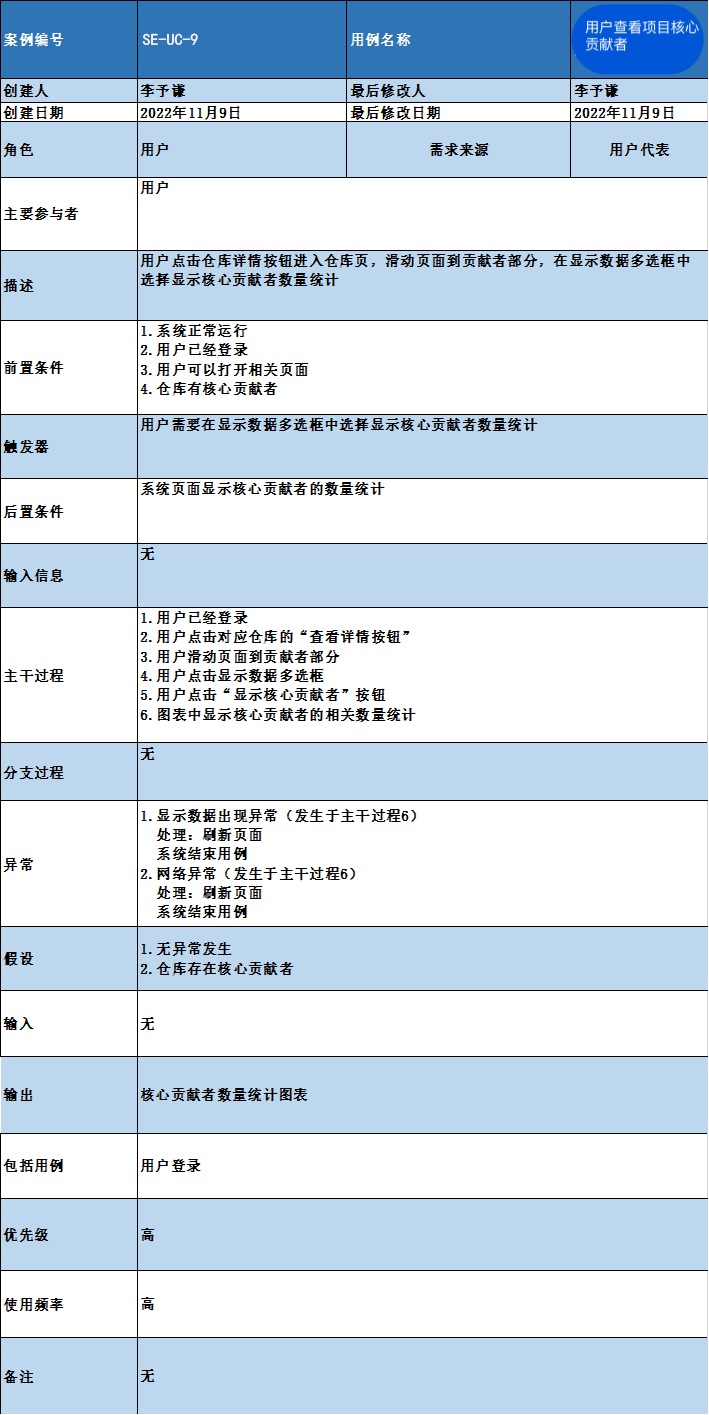 案例编号 SE-UC-9 用例名称 用户查看项目核心
贡献者
创建人 李予谦 最后修改人 李予谦
创建日期 2022年11月9日 最后修改日期 2022年11月9日
角色 用户 需求来源 用户代表
主要参与者 用户
描述 用户点击仓库详情按钮进入仓库页，滑动页面到贡献者部分，在显示数据多选框中
选择显示核心贡献者数量统计
前置条件
1.系统正常运行
2.用户已经登录
3.用户可以打开相关页面
4.仓库有核心贡献者
触发器 用户需要在显示数据多选框中选择显示核心贡献者数量统计
后置条件 系统页面显示核心贡献者的数量统计
输入信息 无
主干过程
1.用户已经登录
2.用户点击对应仓库的“查看详情按钮”
3.用户滑动页面到贡献者部分
4.用户点击显示数据多选框
5.用户点击“显示核心贡献者”按钮
6.图表中显示核心贡献者的相关数量统计
分支过程 无
异常
1.显示数据出现异常（发生于主干过程6）
处理：刷新页面
系统结束用例
2.网络异常（发生于主干过程6）
处理：刷新页面
系统结束用例
假设
1.无异常发生
2.仓库存在核心贡献者
输入 无
输出 核心贡献者数量统计图表
包括用例 用户登录
优先级 高
使用频率 高
备注 无